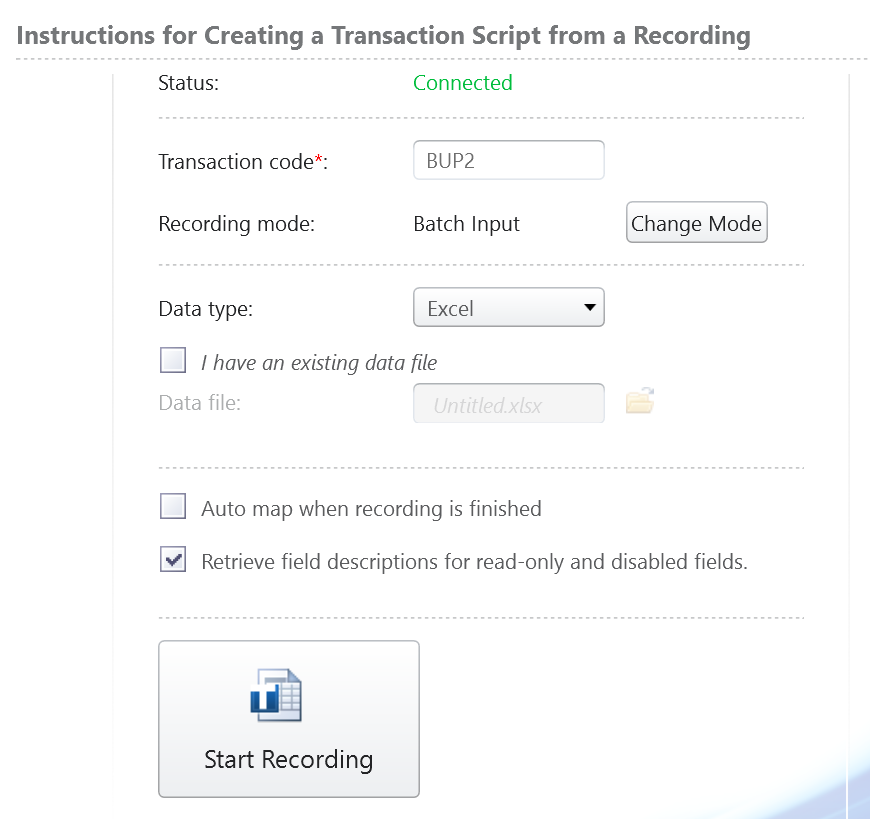 Instructions for Creating a Transaction Script from a Recording
Status: Connected
Transaction code*: BUP2
Recording mode: Batch Input Change Mode
Data type: Excel
I have an existing data file
Data file: Untitled.xlsx
Auto map when recording is finished
Retrieve field descriptions for read-only and disabled fields.
Start Recording